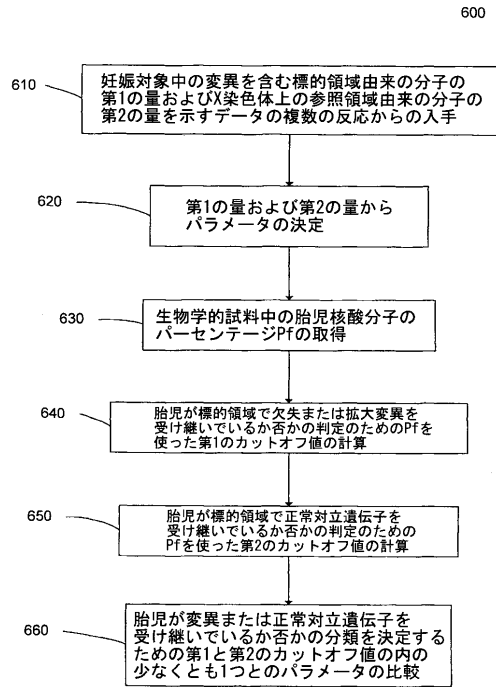 600
610
妊娠対象中の変異を含む標的領域由来の分子の
第1の量およびX染色体上の参照領域由来の分子の
第2の量を示すデータの複数の反応からの入手
620
第1の量および第2の量から
パラメータの決定
630
生物学的試料中の胎児核酸分子の
パーセンテージPfの取得
640
胎児が標的領域で欠失または拡大変異を
受け継いでいるか否かの判定のためのPfを
使った第1のカットオフ値の計算
650
胎児が標的領域で正常対立遺伝子を
受け継いでいるか否かの判定のための
Pfを使った第2のカットオフ値の計算
660
胎児が変異または正常対立遺伝子を
受け継いでいるか否かの分類を決定する
ための第1と第2のカットオフ値の内の
少なくとも1つとのパラメータの比較